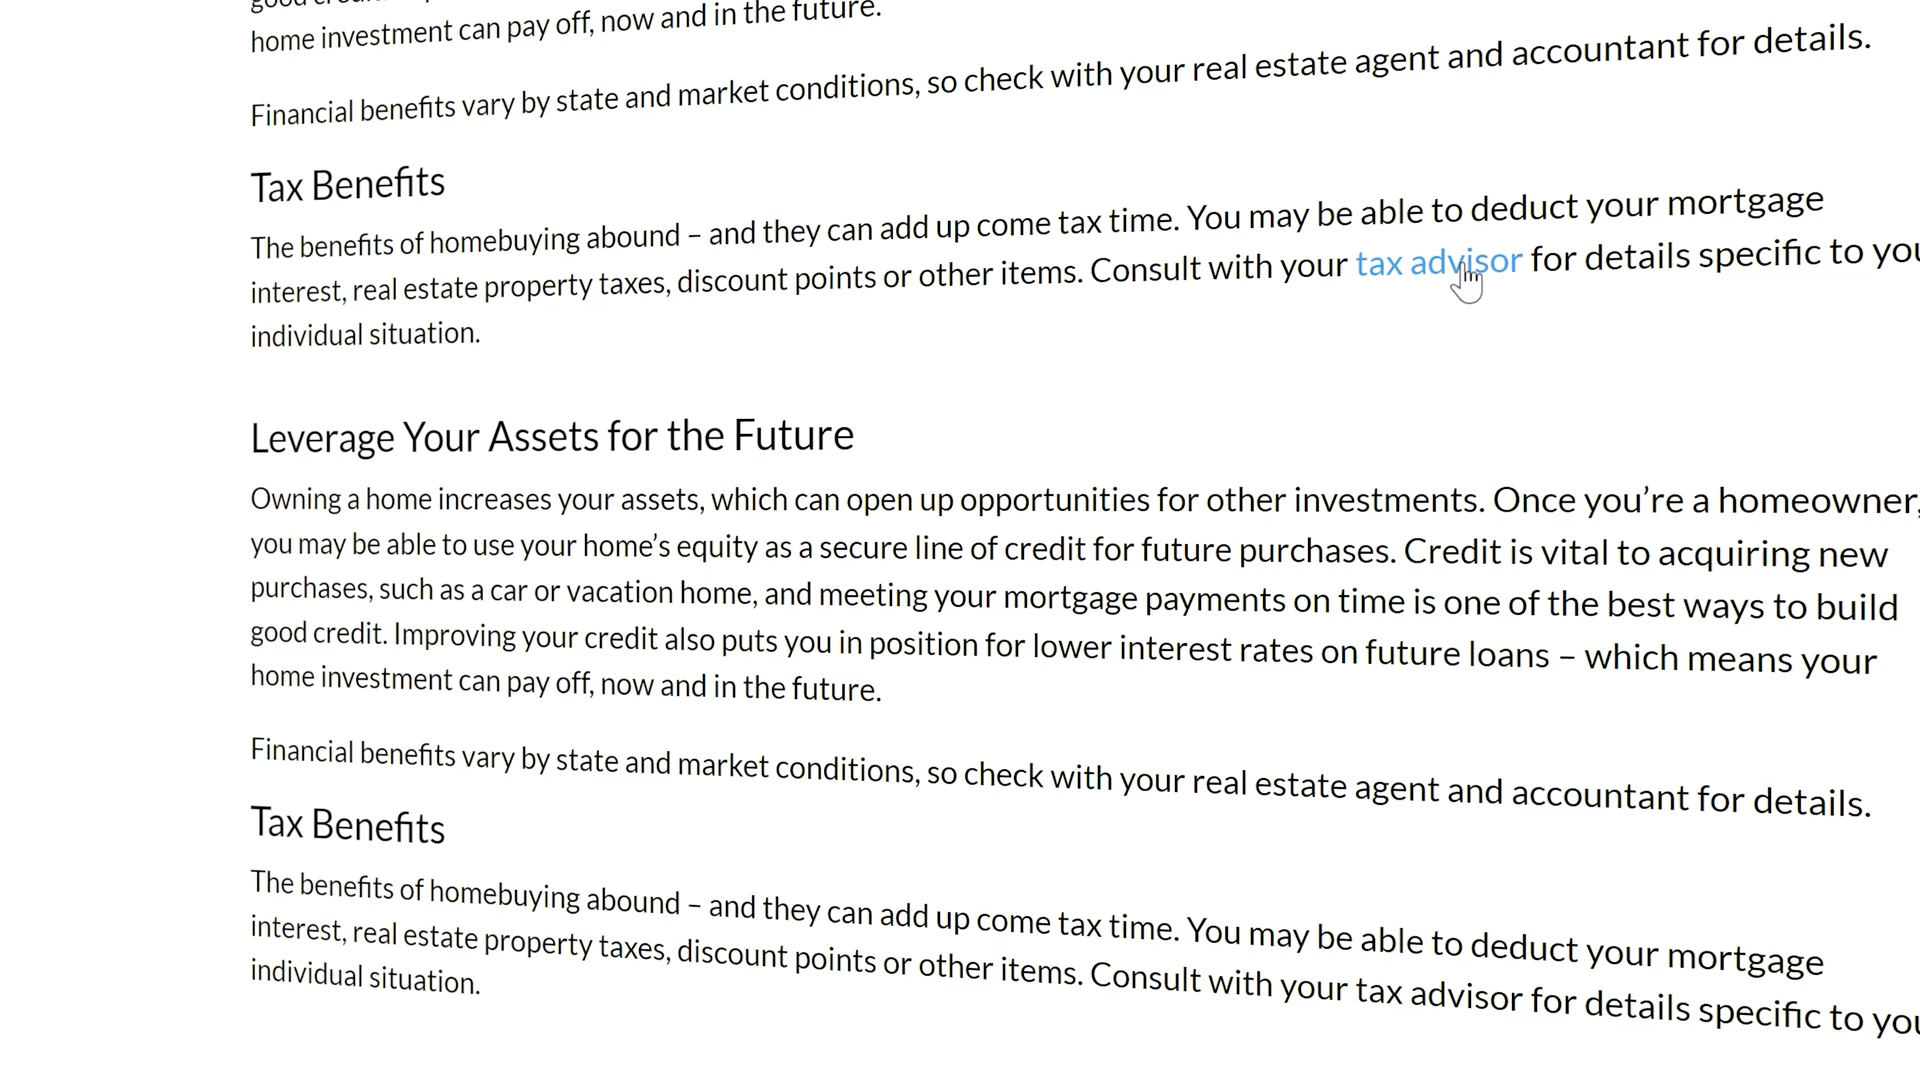 home investment can pay off, now and in the future.
Financial benefits vary by state and market conditions, so check with your real estate agent and accountant for details.
Tax Benefits
The benefits of homebuying abound – and they can add up come tax time. You may be able to deduct your mortgage
interest, real estate property taxes, discount points or other items. Consult with your tax advisor for details specific to
individual situation.
Leverage Your Assets for the Future
Owning a home increases your assets, which can open up opportunities for other investments. Once you’re a homeowner,
you may be able to use your home’s equity as a secure line of credit for future purchases. Credit is vital to acquiring new
purchases, such as a car or vacation home, and meeting your mortgage payments on time is one of the best ways to build
good credit. Improving your credit also puts you in position for lower interest rates on future loans – which means your
home investment can pay off, now and in the future.
Financial benefits vary by state and market conditions, so check with your real estate agent and accountant for details.
Tax Benefits
The benefits of homebuying abound – and they can add up come tax time. You may be able to deduct your mortgage
interest, real estate property taxes, discount points or other items. Consult with your tax advisor for details specific to
individual situation.